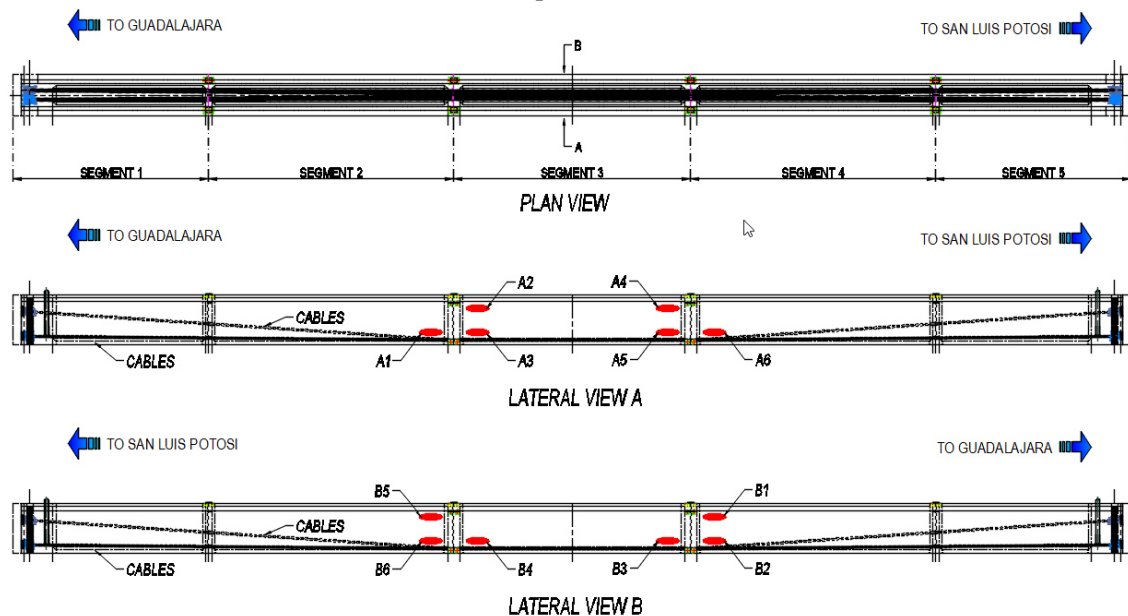 TO GUADALAJARA
TO SAN LUIS POTOSI
B
A
SEGMENT 1 SEGMENT 2 SEGMENT 3 SEGMENT 4 SEGMENT 5
PLAN VIEW
TO GUADALAJARA
TO SAN LUIS POTOSI
A2 A4
CABLES
CABLES A1 A3 A5 A6
LATERAL VIEW A
TO SAN LUIS POTOSI
TO GUADALAJARA
B5 B1
CABLES
CABLES B6 B4 B3 B2
LATERAL VIEW B